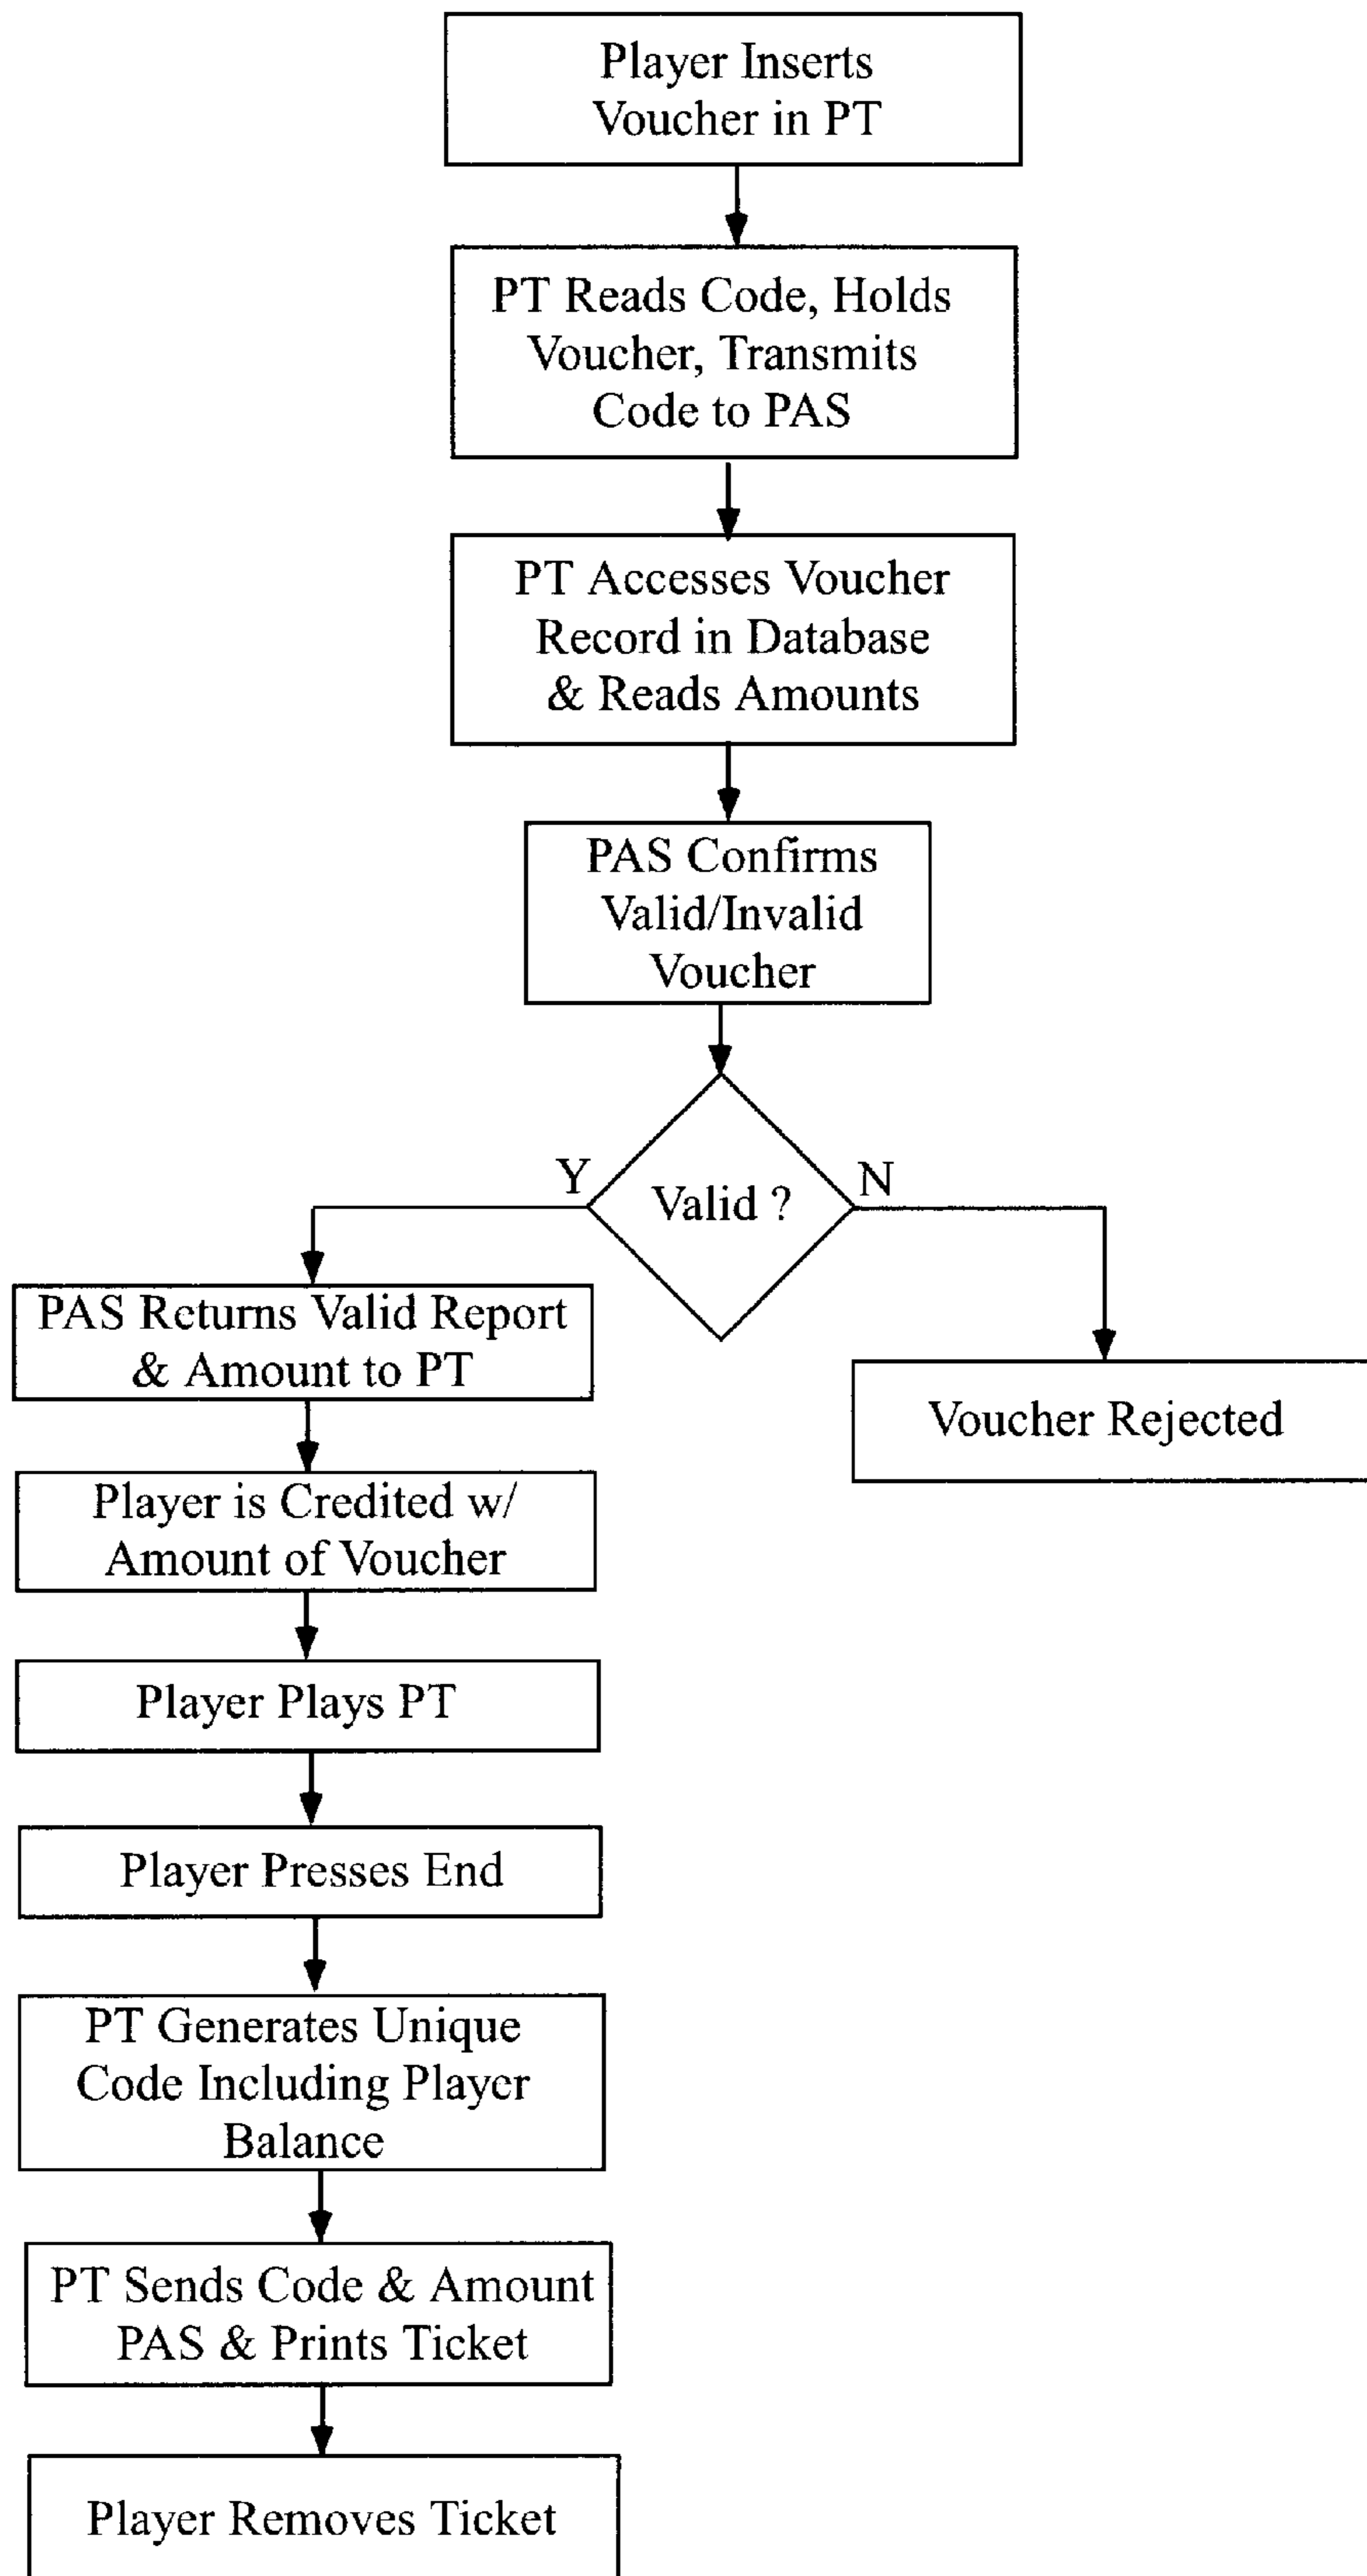 Player Inserts
Voucher in PT
PT Reads Code, Holds
Voucher, Transmits
Code to PAS
PT Accesses Voucher
Record in Database
& Reads Amounts
PAS Confirms
Valid/Invalid
Voucher
Y
Valid ?
N
PAS Returns Valid Report
& Amount to PT
Voucher Rejected
Player is Credited w/
Amount of Voucher
Player Plays PT
Player Presses End
PT Generates Unique
Code Including Player
Balance
PT Sends Code & Amount
PAS & Prints Ticket
Player Removes Ticket